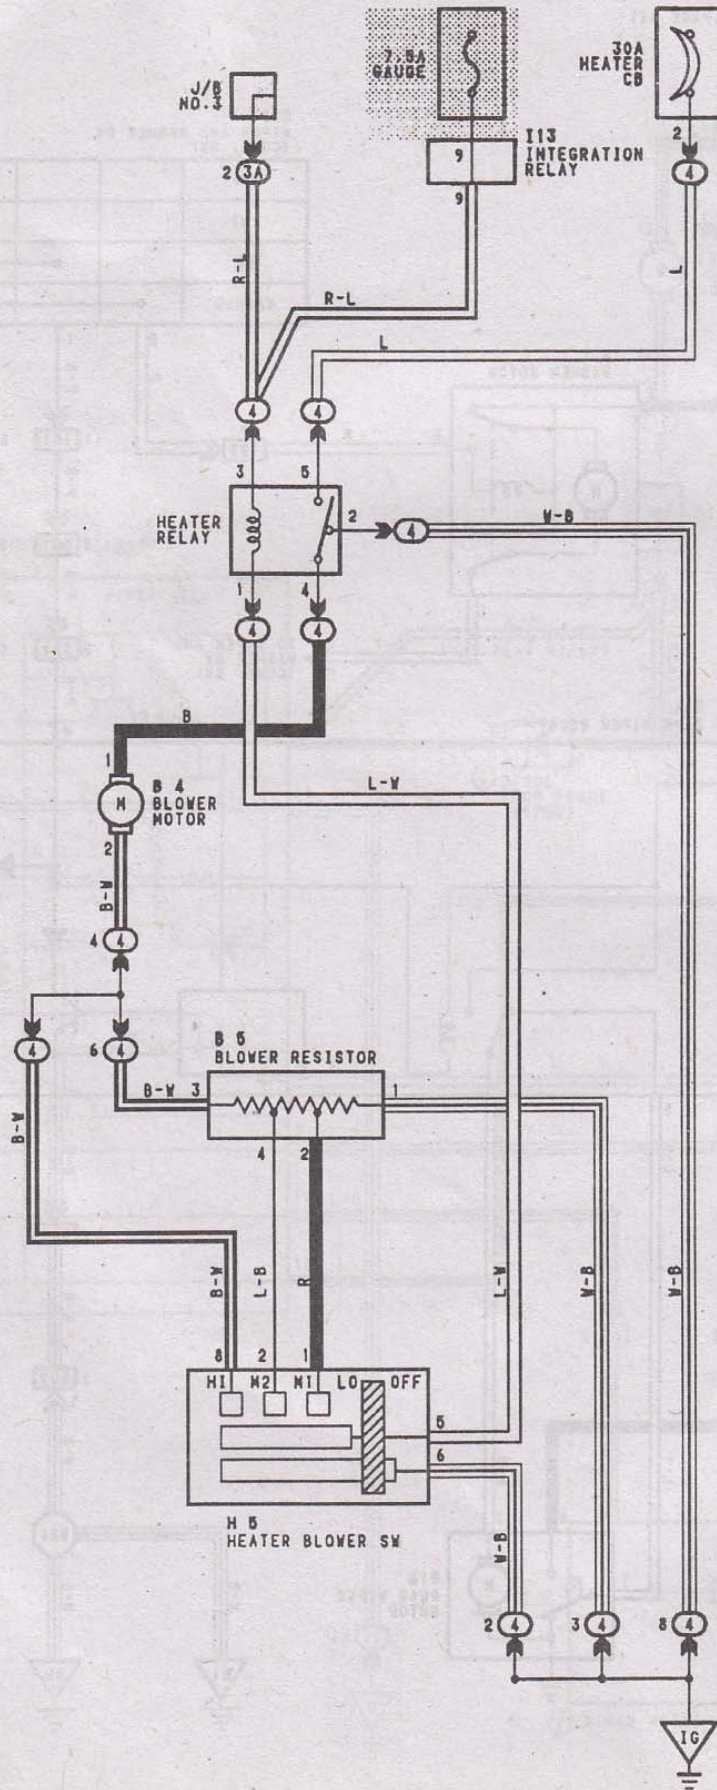 7.5A
GAUGE
30A
HEATER
CB
J/B
NO.3
I13
INTEGRATION
RELAY
9
9
2
4
2
3A
R-L
R-L
L
L
4
4
3
5
HEATER
RELAY
2
4
W-B
1
4
4
4
B
1
M
B 4
BLOWER
MOTOR
L-W
2
B-W
4
4
4
6
4
B 5
BLOWER RESISTOR
B-W
3
1
B-W
4
2
B-W
L-B
R
L-W
W-B
W-B
8
2
1
HI
M2
M1
LO
OFF
5
6
H 5
HEATER BLOWER SW
W-B
2
4
3
4
8
4
IG